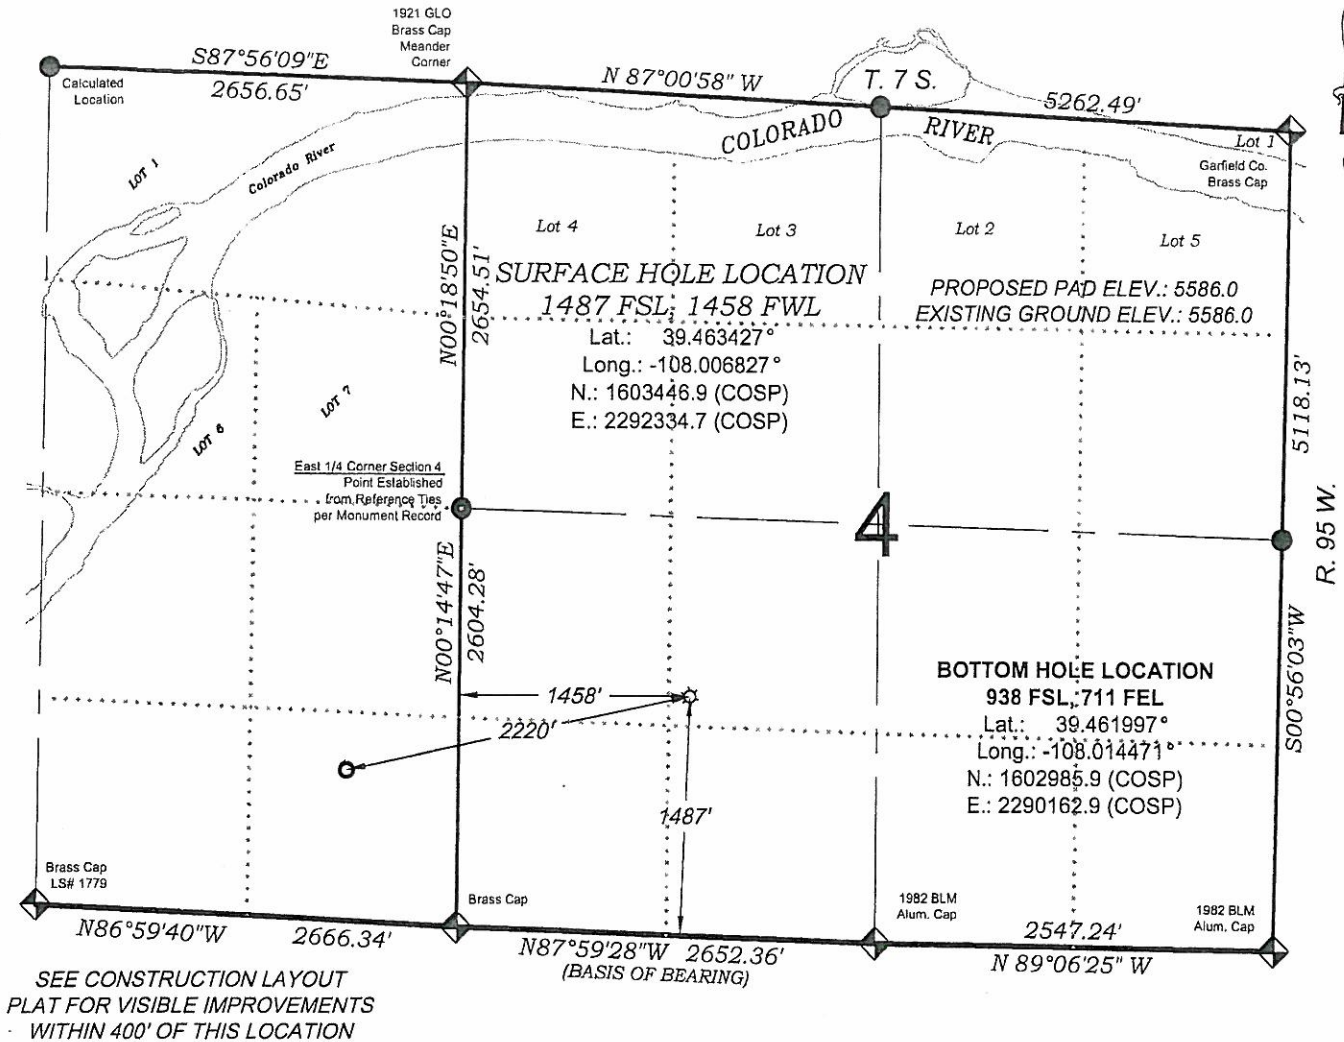 1921 GLO
Brass Cap
Meander
Corner
S87°56'09"E
2656.65'
Calculated
Location
N 87°00'58" W
T. 7 S.
5262.49'
COLORADO RIVER
Lot 1
Garfield Co.
Brass Cap
LOT 1
Colorado River
Lot 4
Lot 3
Lot 2
Lot 5
N00°18'50"E
2654.51'
SURFACE HOLE LOCATION
1487 FSL, 1458 FWL
Lat.: 39.463427°
Long.: -108.006827°
N.: 1603446.9 (COSP)
E.: 2292334.7 (COSP)
PROPOSED PAD ELEV.: 5586.0
EXISTING GROUND ELEV.: 5586.0
5118.13'
LOT 7
LOT 6
East 1/4 Corner Section 4
Point Established
from Reference Ties
per Monument Record
4
R. 95 W.
N00°14'47"E
2604.28'
S00°56'03"W
BOTTOM HOLE LOCATION
938 FSL, 711 FEL
Lat.: 39.461997°
Long.: -108.014471°
N.: 1602985.9 (COSP)
E.: 2290162.9 (COSP)
1458'
2220'
1487'
Brass Cap
LS# 1779
Brass Cap
1982 BLM
Alum. Cap
1982 BLM
Alum. Cap
N86°59'40"W 2666.34'
N87°59'28"W 2652.36'
(BASIS OF BEARING)
2547.24'
N 89°06'25" W
SEE CONSTRUCTION LAYOUT
PLAT FOR VISIBLE IMPROVEMENTS
WITHIN 400' OF THIS LOCATION